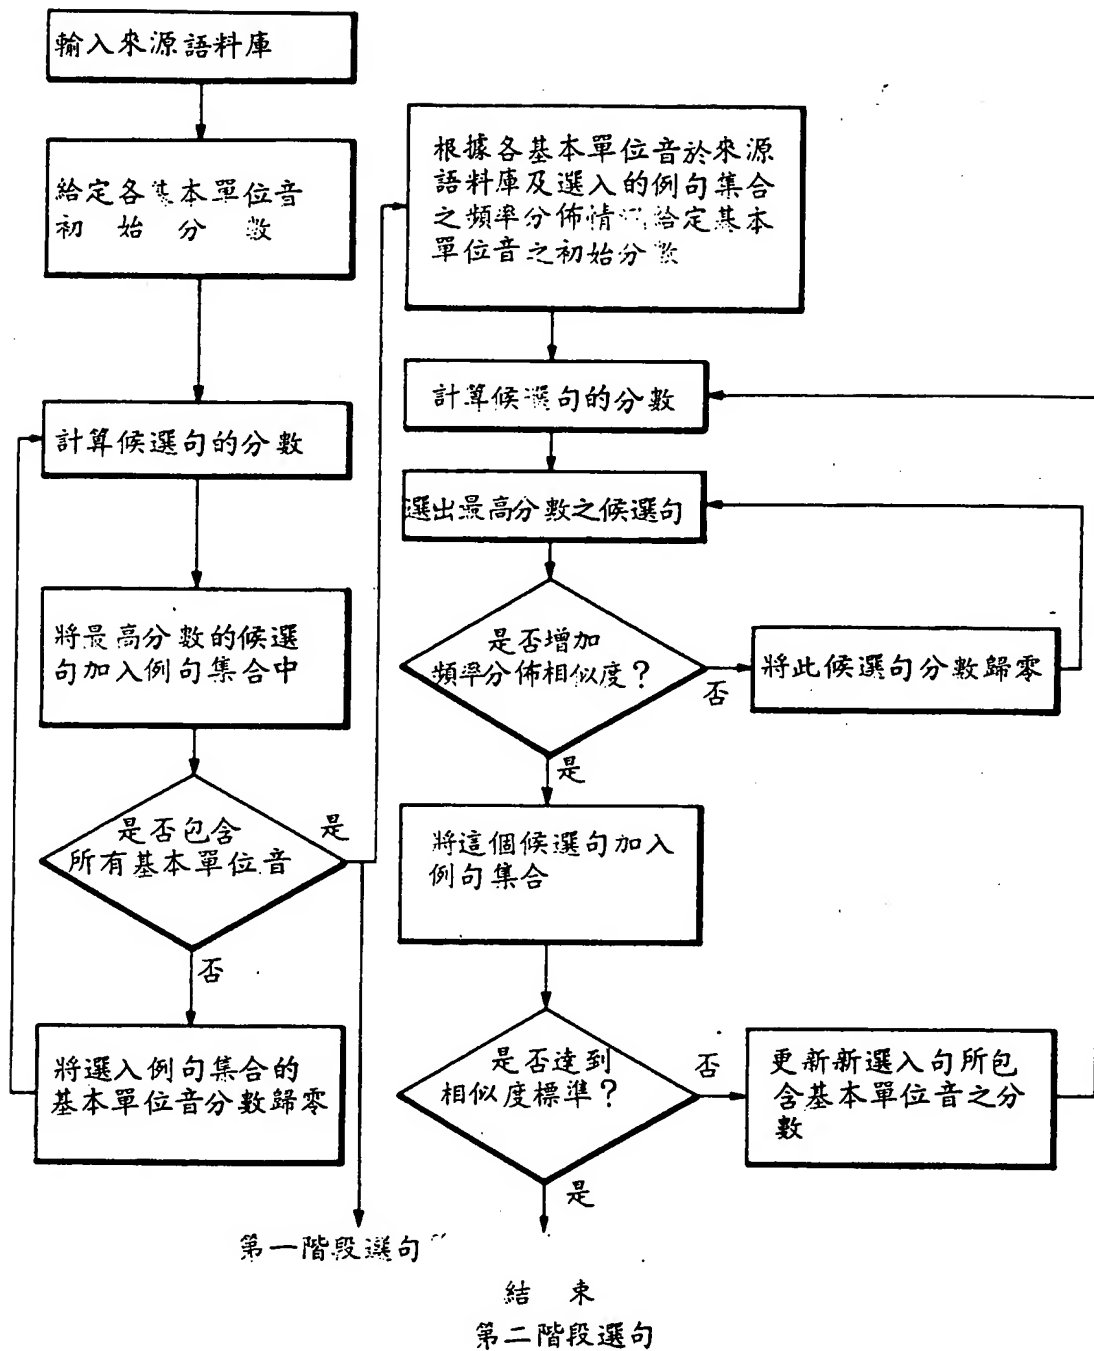 輸入來源語料庫
給定各基本單位音
初始分數
計算候選句的分數
將最高分數的候選
句加入例句集合中
是否包含
所有基本單位音
是
否
將選入例句集合的
基本單位音分數歸零
第一階段選句
根據各基本單位音於來源
語料庫及選入的例句集合
之頻率分佈情況給定基本
單位音之初始分數
計算候選句的分數
選出最高分數之候選句
是否增加
頻率分佈相似度?
否
將此候選句分數歸零
是
將這個候選句加入
例句集合
是否達到
相似度標準?
否
更新新選入句所包
含基本單位音之分
數
是
結束
第二階段選句